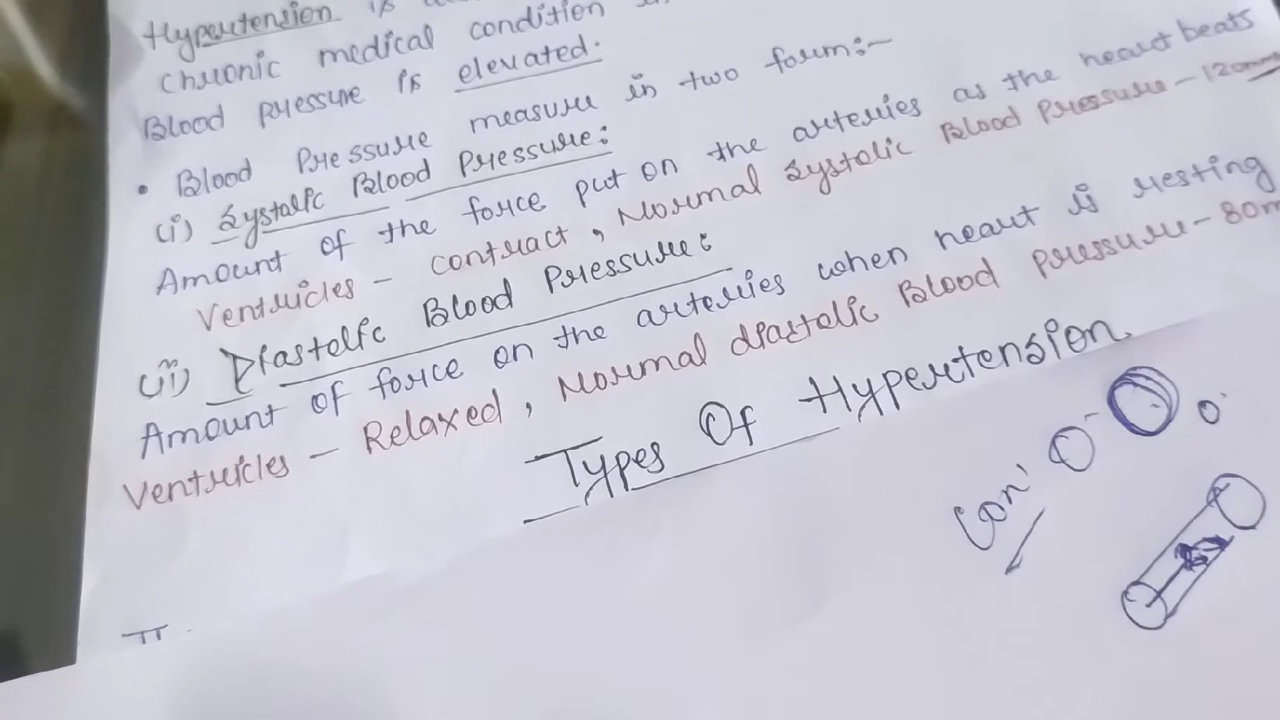 Hypertension is
Chronic medical condition
Blood pressure is elevated.
• Blood Pressure measure in two form:-
(i) Systolic Blood Pressure:
Amount of the force put on the arteries as the heart beats
Ventricles - contract, Normal Systolic Blood Pressure - 120mm
(ii) Diastolic Blood Pressure:
Amount of force on the arteries when heart is resting
Ventricles - Relaxed, Normal diastolic Blood pressure - 80m
Types Of Hypertension.
Con'